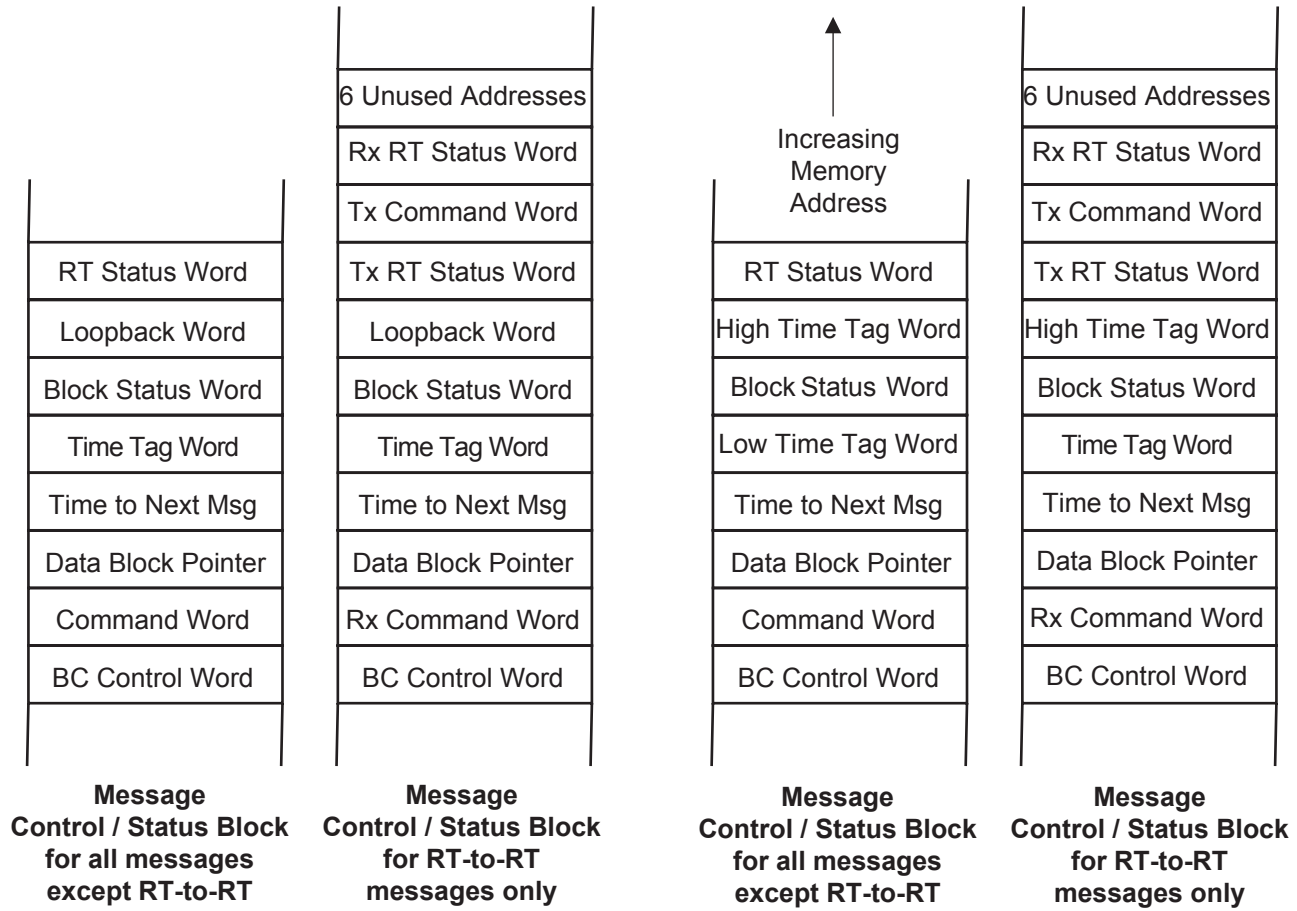 RT Status Word
Loopback Word
Block Status Word
Time Tag Word
Time to Next Msg
Data Block Pointer
Command Word
BC Control Word
Message
Control / Status Block
for all messages
except RT-to-RT
6 Unused Addresses
Rx RT Status Word
Tx Command Word
Tx RT Status Word
Loopback Word
Block Status Word
Time Tag Word
Time to Next Msg
Data Block Pointer
Rx Command Word
BC Control Word
Message
Control / Status Block
for RT-to-RT
messages only
Increasing
Memory
Address
RT Status Word
High Time Tag Word
Block Status Word
Low Time Tag Word
Time to Next Msg
Data Block Pointer
Command Word
BC Control Word
Message
Control / Status Block
for all messages
except RT-to-RT
6 Unused Addresses
Rx RT Status Word
Tx Command Word
Tx RT Status Word
High Time Tag Word
Block Status Word
Time Tag Word
Time to Next Msg
Data Block Pointer
Rx Command Word
BC Control Word
Message
Control / Status Block
for RT-to-RT
messages only